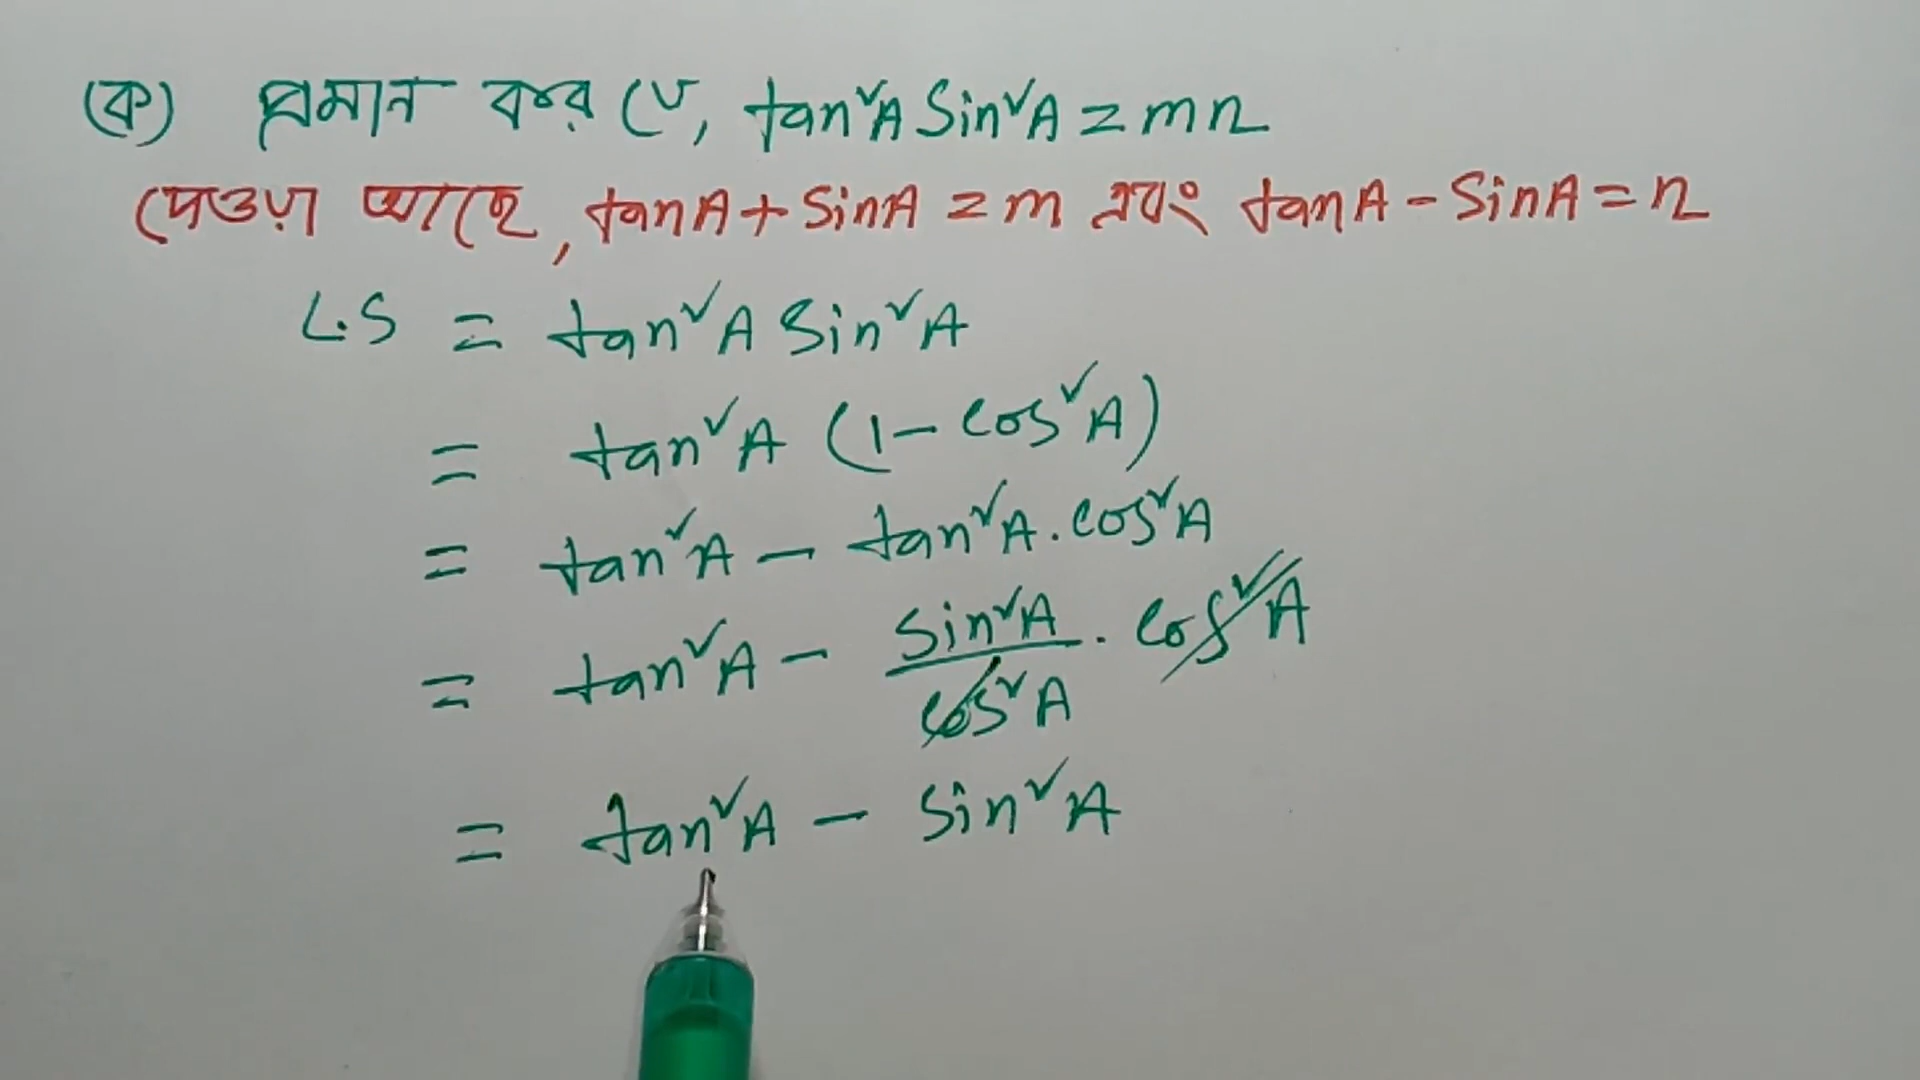 (ক) প্রমান কর যে, tan²A Sin²A = mn
দেওয়া আছে, tanA + SinA = m এবং tanA - SinA = n
L.S = tan²A Sin²A
= tan²A (1 - cos²A)
= tan²A - tan²A . cos²A
= tan²A - Sin²A/cos²A . cos²A
= tan²A - Sin²A